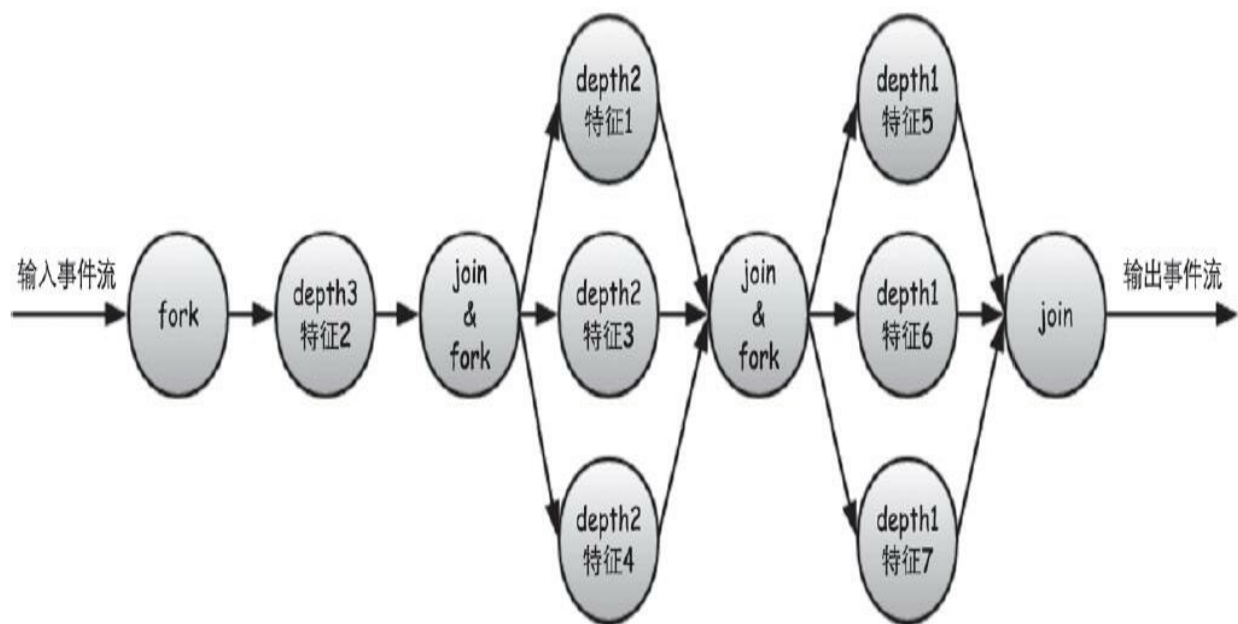 输入事件流
fork
depth3
特征2
join
&
fork
depth2
特征1
depth2
特征3
depth2
特征4
join
&
fork
depth1
特征5
depth1
特征6
depth1
特征7
join
输出事件流